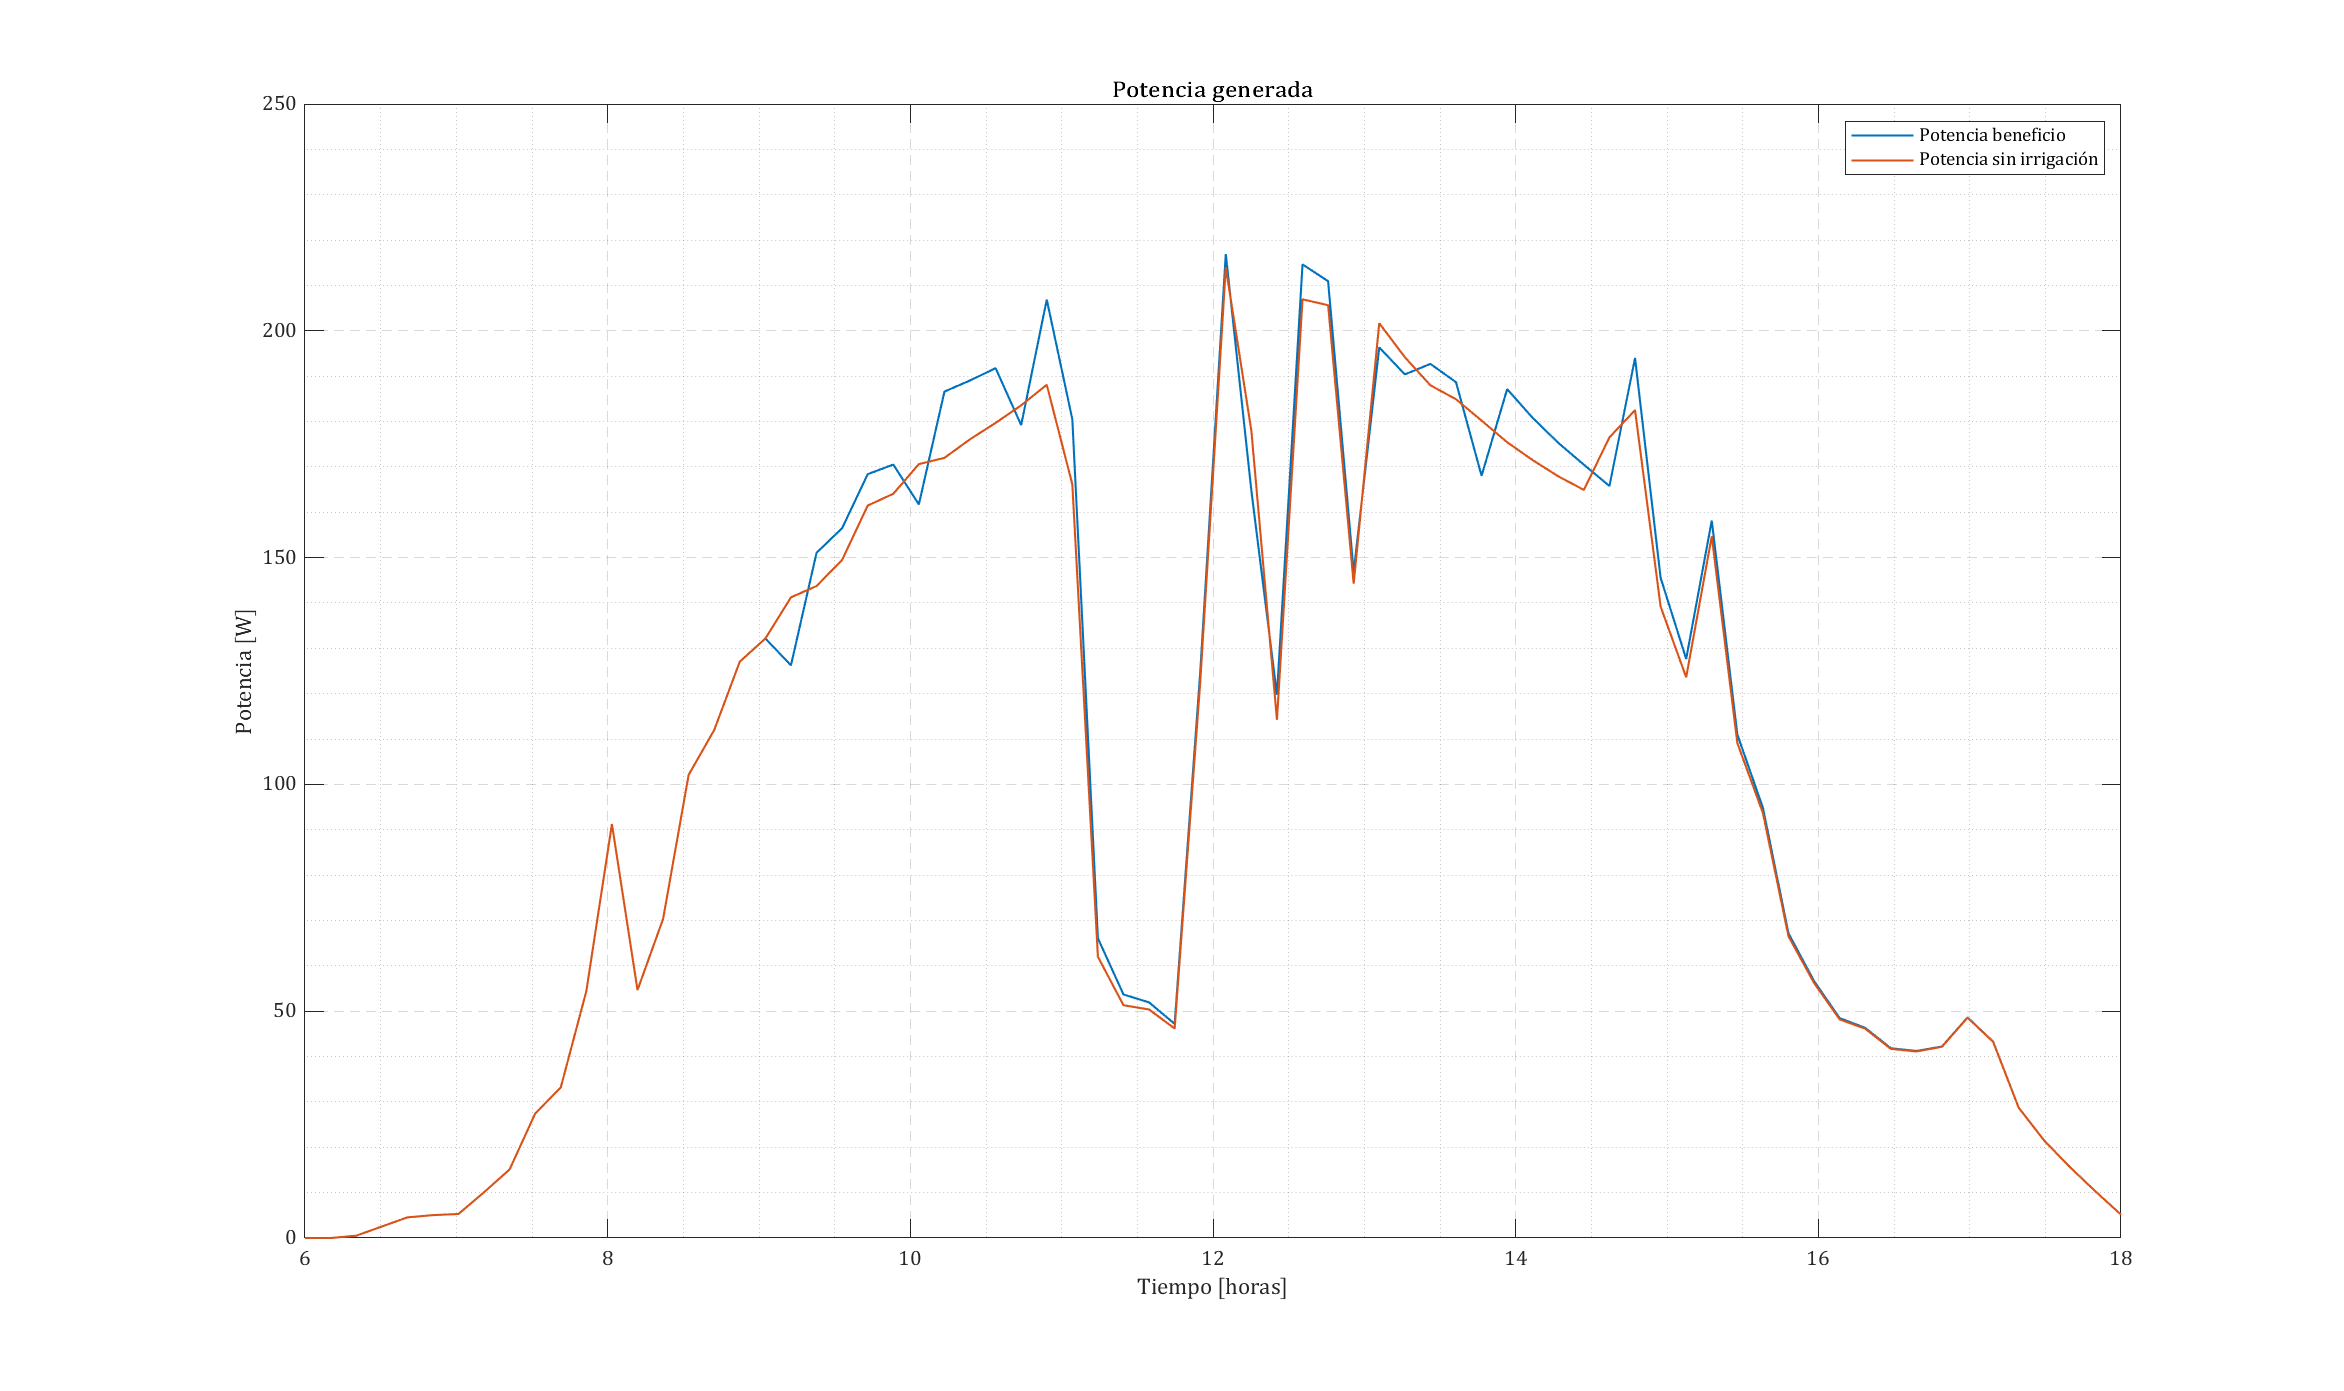 Potencia generada
250
200
150
100
50
0
Potencia [W]
Potencia beneficio
Potencia sin irrigación
6 8 10 12 14 16 18
Tiempo [horas]